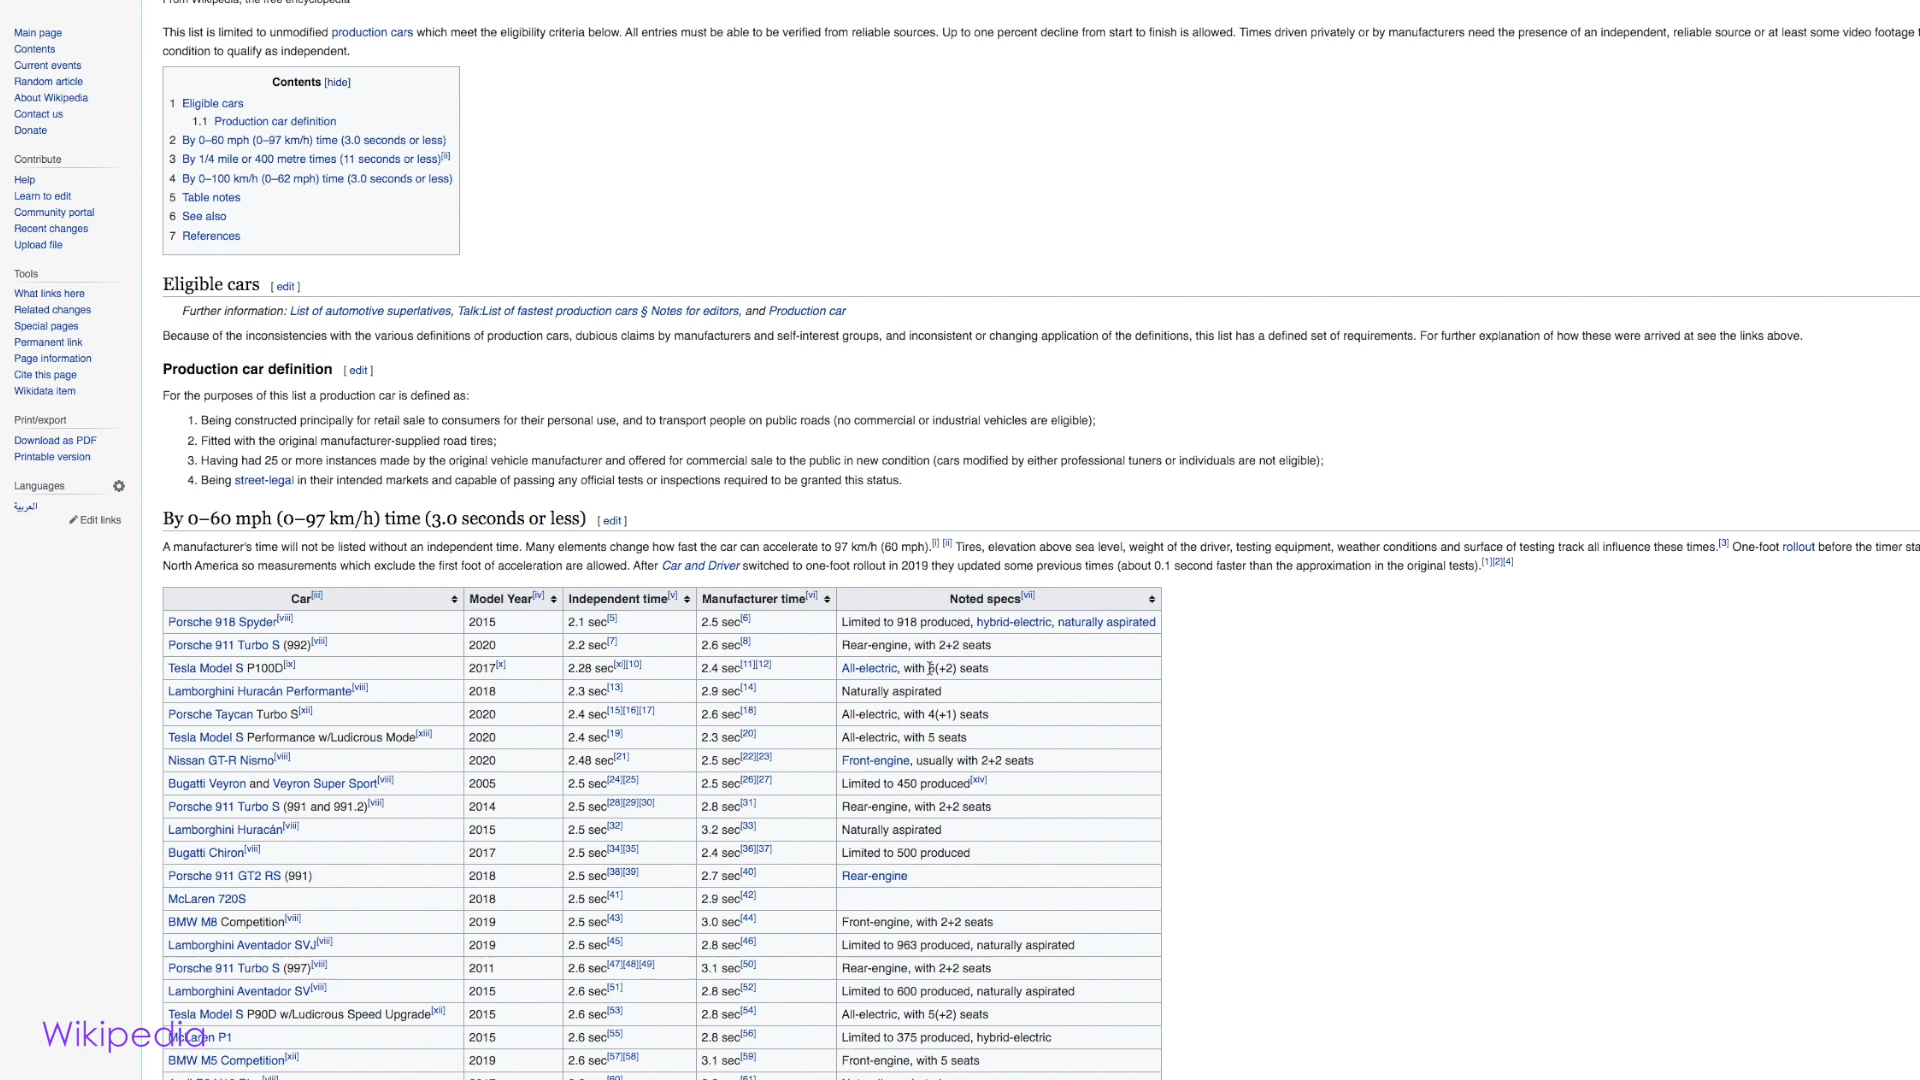 From Wikipedia, the free encyclopedia
Main page
Contents
Current events
Random article
About Wikipedia
Contact us
Donate
Contribute
Help
Learn to edit
Community portal
Recent changes
Upload file
Tools
What links here
Related changes
Special pages
Permanent link
Page information
Cite this page
Wikidata item
Print/export
Download as PDF
Printable version
Languages
العربية
Edit links
This list is limited to unmodified production cars which meet the eligibility criteria below. All entries must be able to be verified from reliable sources. Up to one percent decline from start to finish is allowed. Times driven privately or by manufacturers need the presence of an independent, reliable source or at least some video footage
condition to qualify as independent.
Contents [hide]
1 Eligible cars
1.1 Production car definition
2 By 0–60 mph (0–97 km/h) time (3.0 seconds or less)
3 By 1/4 mile or 400 metre times (11 seconds or less)[ii]
4 By 0–100 km/h (0–62 mph) time (3.0 seconds or less)
5 Table notes
6 See also
7 References
Eligible cars [ edit ]
Further information: List of automotive superlatives, Talk:List of fastest production cars § Notes for editors, and Production car
Because of the inconsistencies with the various definitions of production cars, dubious claims by manufacturers and self-interest groups, and inconsistent or changing application of the definitions, this list has a defined set of requirements. For further explanation of how these were arrived at see the links above.
Production car definition [ edit ]
For the purposes of this list a production car is defined as:
1. Being constructed principally for retail sale to consumers for their personal use, and to transport people on public roads (no commercial or industrial vehicles are eligible);
2. Fitted with the original manufacturer-supplied road tires;
3. Having had 25 or more instances made by the original vehicle manufacturer and offered for commercial sale to the public in new condition (cars modified by either professional tuners or individuals are not eligible);
4. Being street-legal in their intended markets and capable of passing any official tests or inspections required to be granted this status.
By 0–60 mph (0–97 km/h) time (3.0 seconds or less) [ edit ]
A manufacturer's time will not be listed without an independent time. Many elements change how fast the car can accelerate to 97 km/h (60 mph).[i] [ii] Tires, elevation above sea level, weight of the driver, testing equipment, weather conditions and surface of testing track all influence these times.[3] One-foot rollout before the timer
North America so measurements which exclude the first foot of acceleration are allowed. After Car and Driver switched to one-foot rollout in 2019 they updated some previous times (about 0.1 second faster than the approximation in the original tests).[1][2][4]
Car[iii] Model Year[iv] Independent time[v] Manufacturer time[vi] Noted specs[vii]
Porsche 918 Spyder[viii] 2015 2.1 sec[5] 2.5 sec[6] Limited to 918 produced, hybrid-electric, naturally aspirated
Porsche 911 Turbo S (992)[viii] 2020 2.2 sec[7] 2.6 sec[8] Rear-engine, with 2+2 seats
Tesla Model S P100D[ix] 2017[x] 2.28 sec[xi][10] 2.4 sec[11][12] All-electric, with (+2) seats
Lamborghini Huracán Performante[viii] 2018 2.3 sec[13] 2.9 sec[14] Naturally aspirated
Porsche Taycan Turbo S[xii] 2020 2.4 sec[15][16][17] 2.6 sec[18] All-electric, with 4(+1) seats
Tesla Model S Performance w/Ludicrous Mode[xiii] 2020 2.4 sec[19] 2.3 sec[20] All-electric, with 5 seats
Nissan GT-R Nismo[viii] 2020 2.48 sec[21] 2.5 sec[22][23] Front-engine, usually with 2+2 seats
Bugatti Veyron and Veyron Super Sport[viii] 2005 2.5 sec[24][25] 2.5 sec[26][27] Limited to 450 produced[xiv]
Porsche 911 Turbo S (991 and 991.2)[viii] 2014 2.5 sec[28][29][30] 2.8 sec[31] Rear-engine, with 2+2 seats
Lamborghini Huracán[viii] 2015 2.5 sec[32] 3.2 sec[33] Naturally aspirated
Bugatti Chiron[viii] 2017 2.5 sec[34][35] 2.4 sec[36][37] Limited to 500 produced
Porsche 911 GT2 RS (991) 2018 2.5 sec[38][39] 2.7 sec[40] Rear-engine
McLaren 720S 2018 2.5 sec[41] 2.9 sec[42]
BMW M8 Competition[viii] 2019 2.5 sec[43] 3.0 sec[44] Front-engine, with 2+2 seats
Lamborghini Aventador SVJ[viii] 2019 2.5 sec[45] 2.8 sec[46] Limited to 963 produced, naturally aspirated
Porsche 911 Turbo S (997)[viii] 2011 2.6 sec[47][48][49] 3.1 sec[50] Rear-engine, with 2+2 seats
Lamborghini Aventador SV[viii] 2015 2.6 sec[51] 2.8 sec[52] Limited to 600 produced, naturally aspirated
Tesla Model S P90D w/Ludicrous Speed Upgrade[xii] 2015 2.6 sec[53] 2.8 sec[54] All-electric, with 5(+2) seats
McLaren P1 2015 2.6 sec[55] 2.8 sec[56] Limited to 375 produced, hybrid-electric
BMW M5 Competition[xii] 2019 2.6 sec[57][58] 3.1 sec[59] Front-engine, with 5 seats
Wikipedia